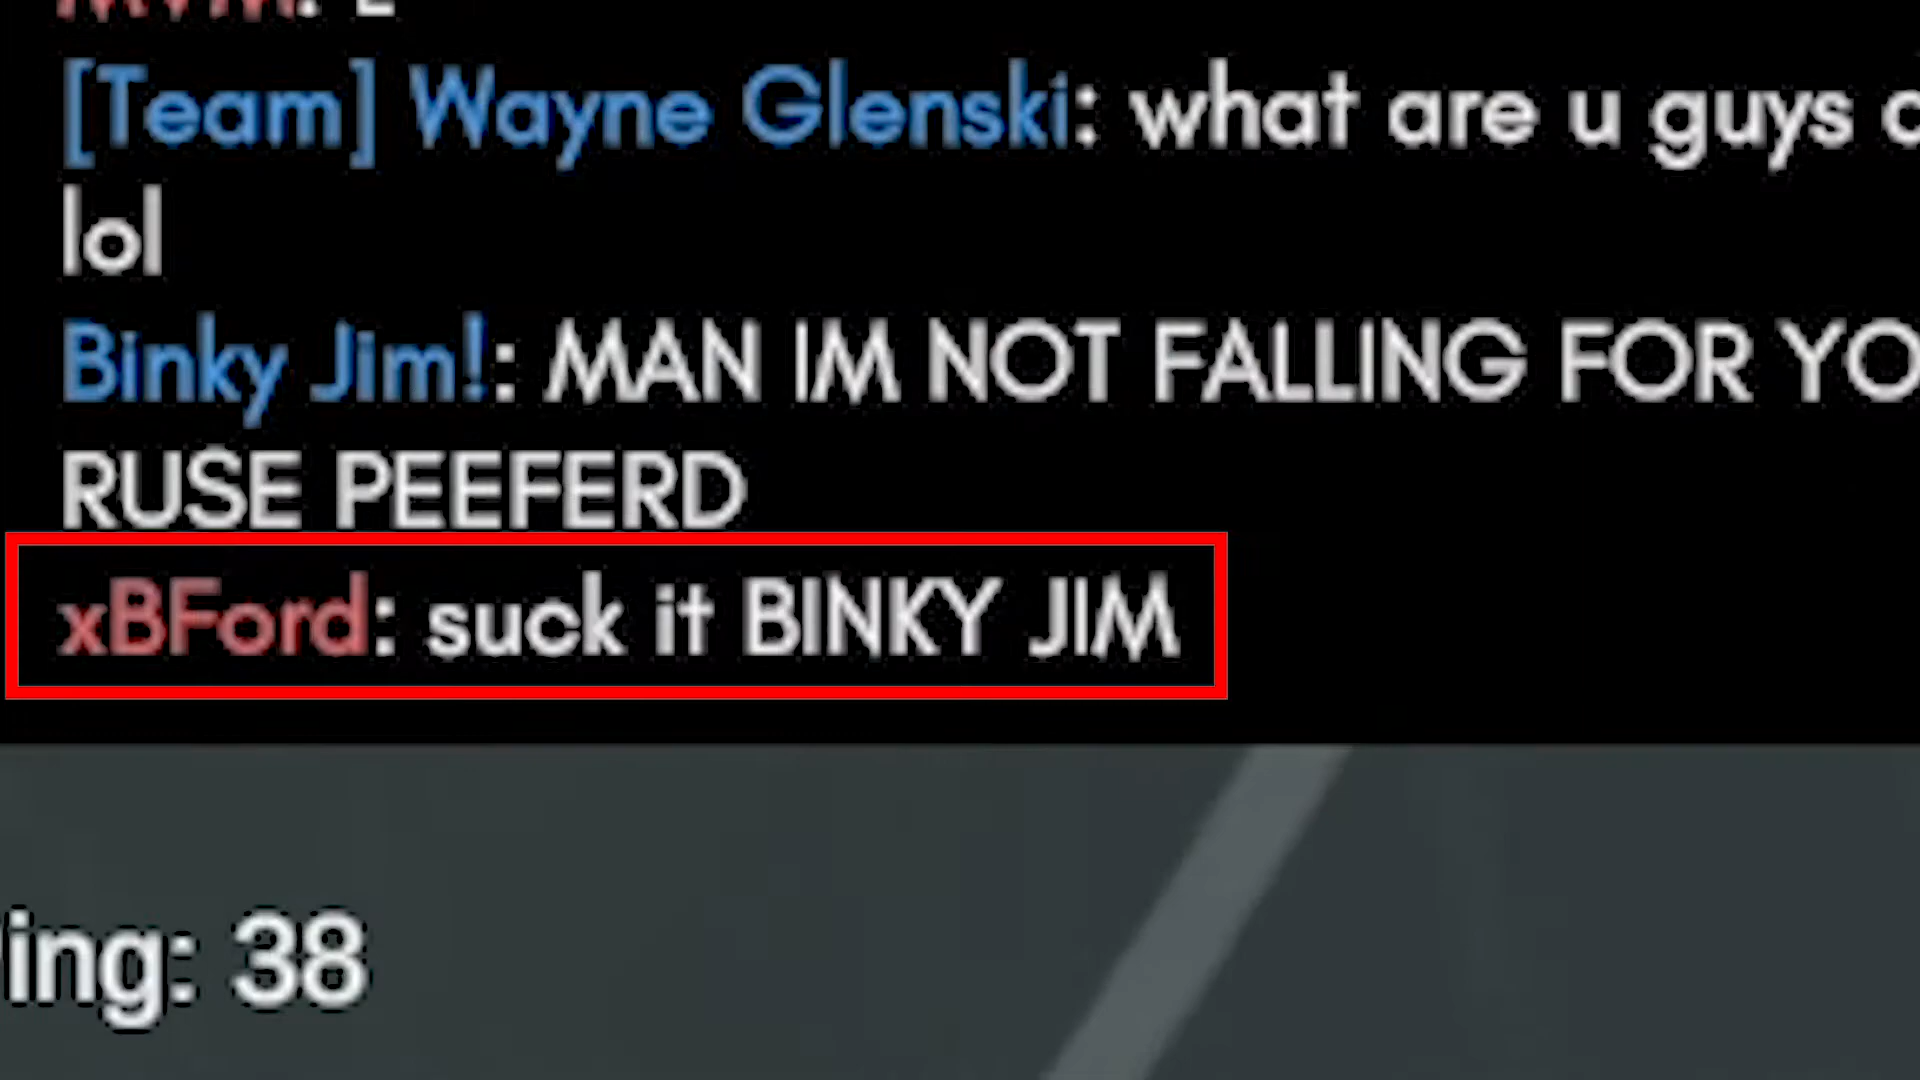 [Team] Wayne Glenski: what are u guys
lol
Binky Jim!: MAN IM NOT FALLING FOR YO
RUSE PEEFERD
xBFord: suck it BINKY JIM
ing: 38